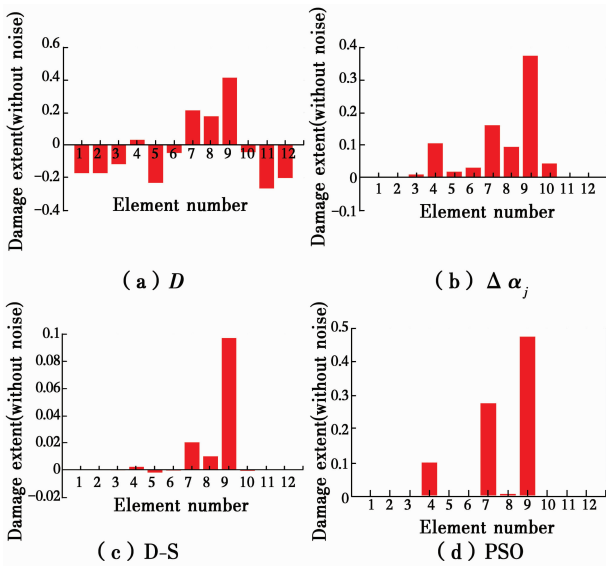 Damage extent(without noise)
0.6
0.4
0.2
0
−0.2
−0.4
1 2 3 4 5 6 7 8 9 10 11 12
Element number
(a) D
Damage extent(without noise)
0.4
0.3
0.2
0.1
0
−0.1
1 2 3 4 5 6 7 8 9 10 11 12
Element number
(b) Δ αj
Damage extent(without noise)
0.1
0.08
0.06
0.04
0.02
0
−0.02
1 2 3 4 5 6 7 8 9 10 11 12
Element number
(c) D-S
Damage extent(without noise)
0.5
0.4
0.3
0.2
0.1
0
1 2 3 4 5 6 7 8 9 10 11 12
Element number
(d) PSO